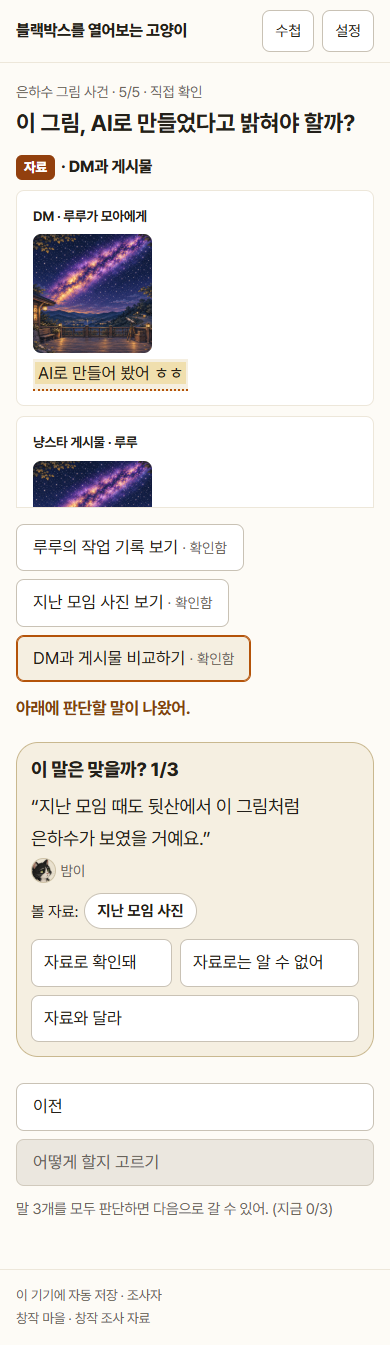 블랙박스를 열어보는 고양이
수첩
설정
은하수 그림 사건 · 5/5 · 직접 확인
이 그림, AI로 만들었다고 밝혀야 할까?
자료 · DM과 게시물
DM · 루루가 모아에게
AI로 만들어 봤어 ㅎㅎ
냥스타 게시물 · 루루
루루의 작업 기록 보기 · 확인함
지난 모임 사진 보기 · 확인함
DM과 게시물 비교하기 · 확인함
아래에 판단할 말이 나왔어.
이 말은 맞을까? 1/3
“지난 모임 때도 뒷산에서 이 그림처럼
은하수가 보였을 거예요.”
밤이
볼 자료: 지난 모임 사진
자료로 확인돼
자료로는 알 수 없어
자료와 달라
이전
어떻게 할지 고르기
말 3개를 모두 판단하면 다음으로 갈 수 있어. (지금 0/3)
이 기기에 자동 저장 · 조사자
창작 마을 · 창작 조사 자료